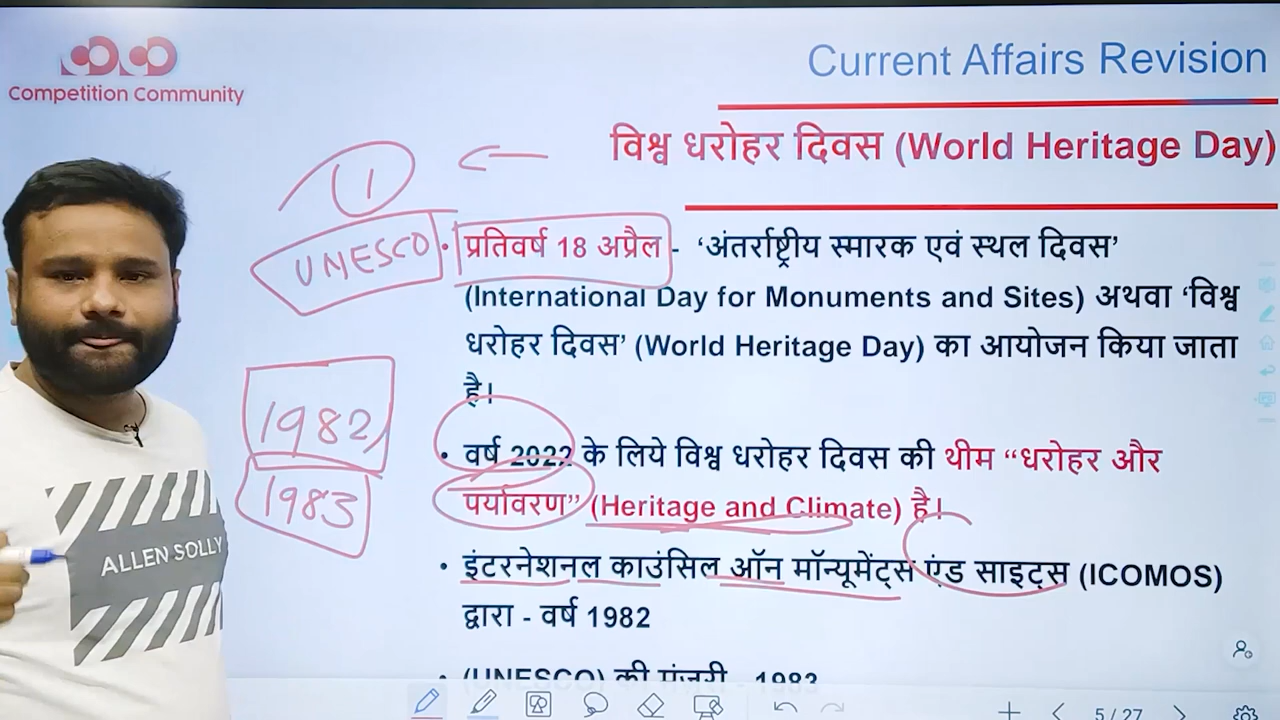 Competition Community
Current Affairs Revision
विश्व धरोहर दिवस (World Heritage Day)
1
UNESCO
• प्रतिवर्ष 18 अप्रैल - ‘अंतर्राष्ट्रीय स्मारक एवं स्थल दिवस’
(International Day for Monuments and Sites) अथवा ‘विश्व
धरोहर दिवस’ (World Heritage Day) का आयोजन किया जाता
है।
1982,
• वर्ष 2022 के लिये विश्व धरोहर दिवस की थीम “धरोहर और
1983
पर्यावरण” (Heritage and Climate) है।
• इंटरनेशनल काउंसिल ऑन मॉन्यूमेंट्स एंड साइट्स (ICOMOS)
द्वारा - वर्ष 1982
• (UNESCO) की मंजूरी - 1983
ALLEN SOLLY
5 / 27